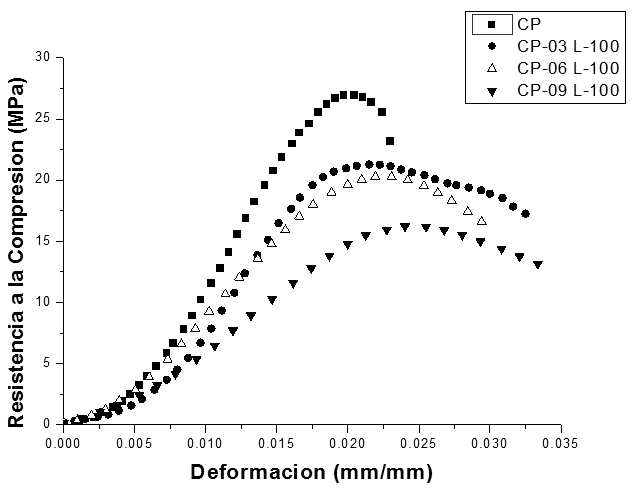 CP
CP-03 L-100
CP-06 L-100
CP-09 L-100
Resistencia a la Compresion (MPa)
30
25
20
15
10
5
0
0.000 0.005 0.010 0.015 0.020 0.025 0.030 0.035
Deformacion (mm/mm)